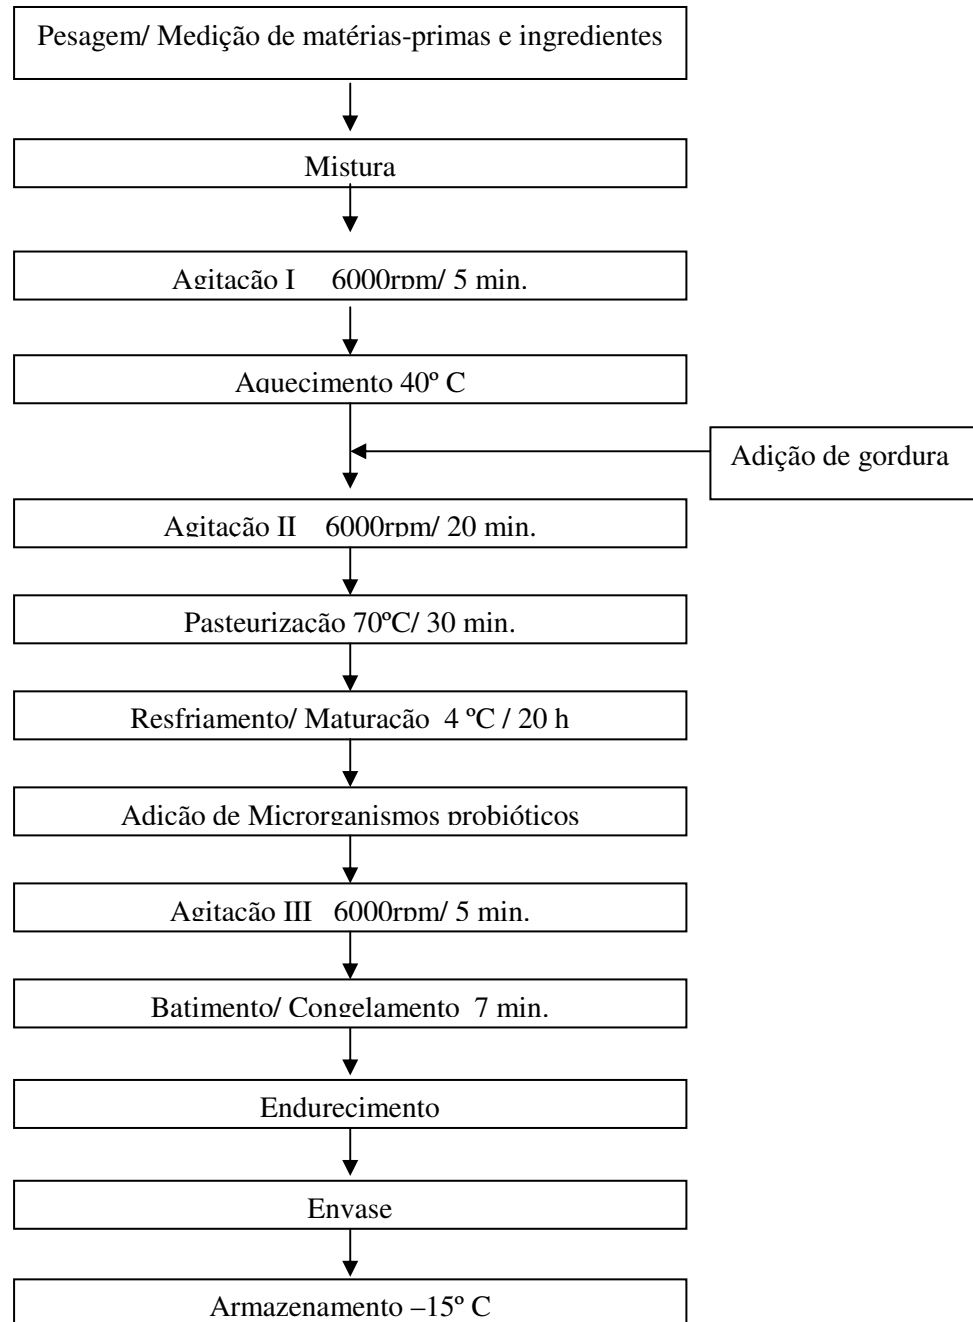 Pesagem/ Medição de matérias-primas e ingredientes
Mistura
Agitação I 6000rpm/ 5 min.
Aquecimento 40º C
Adição de gordura
Agitação II 6000rpm/ 20 min.
Pasteurização 70ºC/ 30 min.
Resfriamento/ Maturação 4 ºC / 20 h
Adição de Microrganismos probióticos
Agitação III 6000rpm/ 5 min.
Batimento/ Congelamento 7 min.
Endurecimento
Envase
Armazenamento –15º C